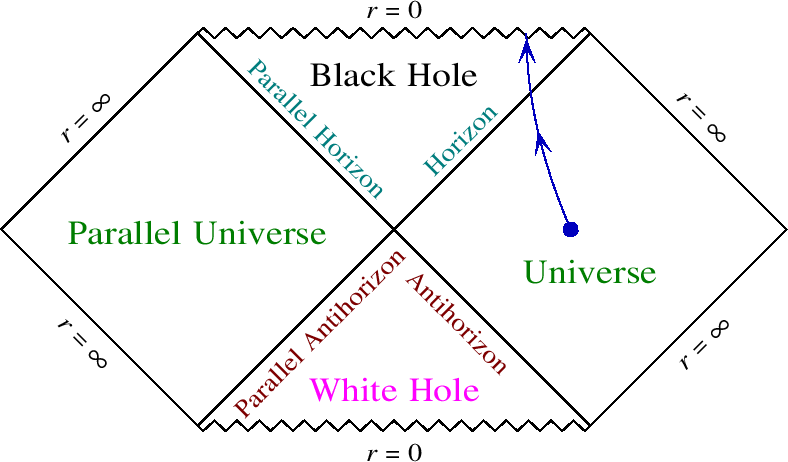 r = 0
Black Hole
Parallel Horizon
Horizon
r = ∞
r = ∞
Parallel Universe
Universe
Parallel Antihorizon
Antihorizon
r = ∞
r = ∞
White Hole
r = 0